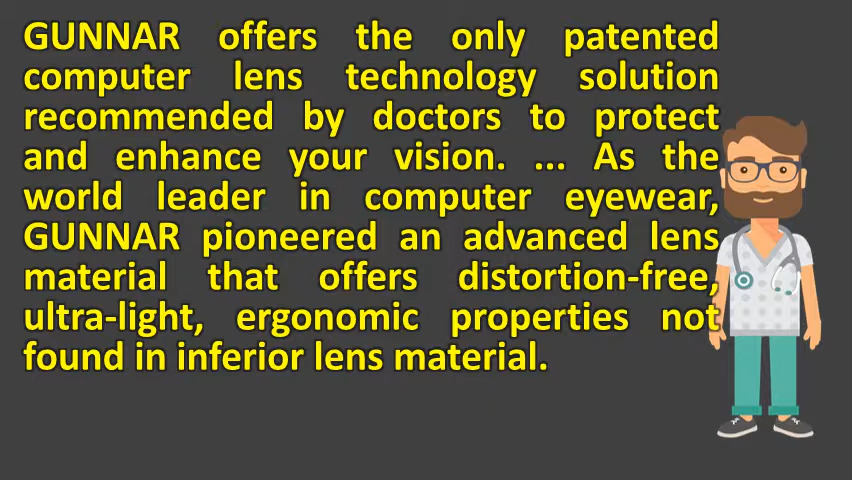 GUNNAR offers the only patented
computer lens technology solution
recommended by doctors to protect
and enhance your vision. ... As the
world leader in computer eyewear,
GUNNAR pioneered an advanced lens
material that offers distortion-free,
ultra-light, ergonomic properties not
found in inferior lens material.